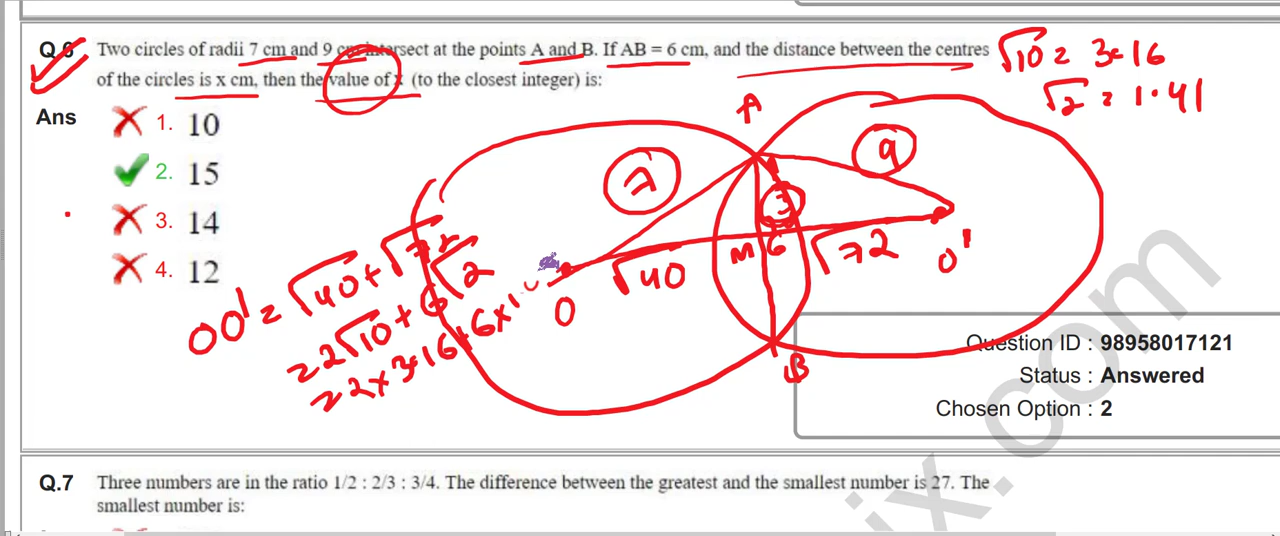 Q.6 Two circles of radii 7 cm and 9 cm intersect at the points A and B. If AB = 6 cm, and the distance between the centres
of the circles is x cm, then the value of x (to the closest integer) is:
√10 = 3.16
√2 = 1.41
Ans
1. 10
2. 15
3. 14
4. 12
A
7
9
3
M 6
√40
√72
O
O'
B
OO' = √40 + √72
= 2√10 + 6√2
= 2x3.16 + 6x1
Question ID : 98958017121
Status : Answered
Chosen Option : 2
ix.com
Q.7 Three numbers are in the ratio 1/2 : 2/3 : 3/4. The difference between the greatest and the smallest number is 27. The
smallest number is: